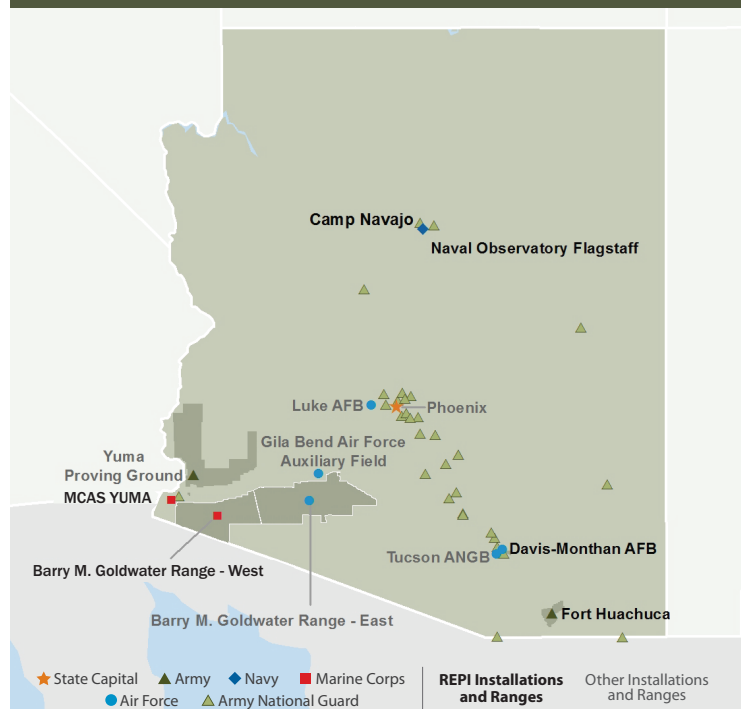 Camp Navajo
Naval Observatory Flagstaff
Luke AFB
Phoenix
Gila Bend Air Force
Auxiliary Field
Yuma
Proving Ground
MCAS YUMA
Davis-Monthan AFB
Tucson ANGB
Barry M. Goldwater Range - West
Barry M. Goldwater Range - East
Fort Huachuca
State Capital Army Navy Marine Corps
Air Force Army National Guard
REPI Installations
and Ranges
Other Installations
and Ranges